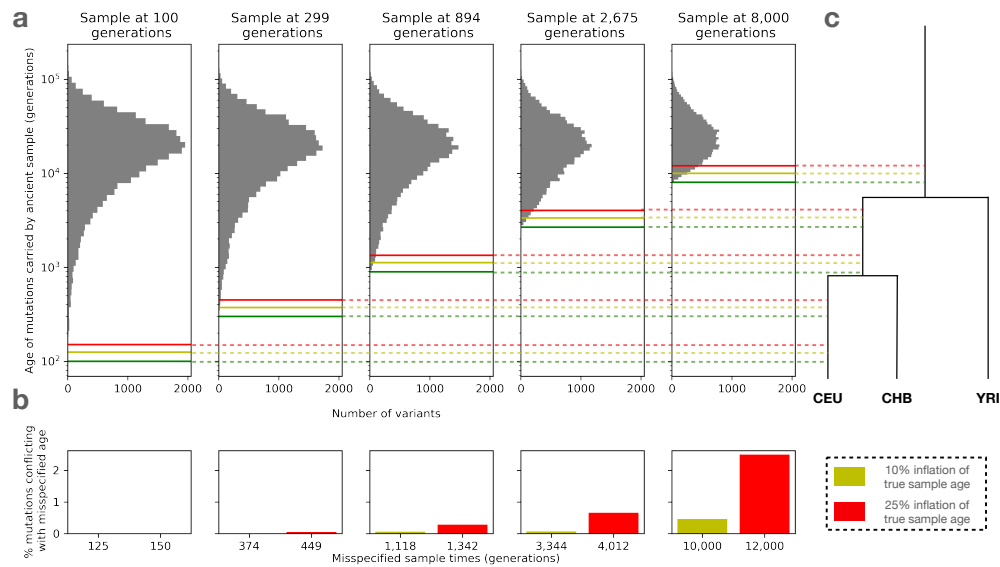 a
Sample at 100
generations
Sample at 299
generations
Sample at 894
generations
Sample at 2,675
generations
Sample at 8,000
generations
c
Age of mutations carried by ancient sample (generations)
10⁵
10⁴
10³
10²
0 1000 2000
0 1000 2000
0 1000 2000
0 1000 2000
0 1000 2000
Number of variants
CEU CHB YRI
b
% mutations conflicting
with misspecified age
2
1
0
125 150
374 449
1,118 1,342
3,344 4,012
10,000 12,000
Misspecified sample times (generations)
10% inflation of
true sample age
25% inflation of
true sample age